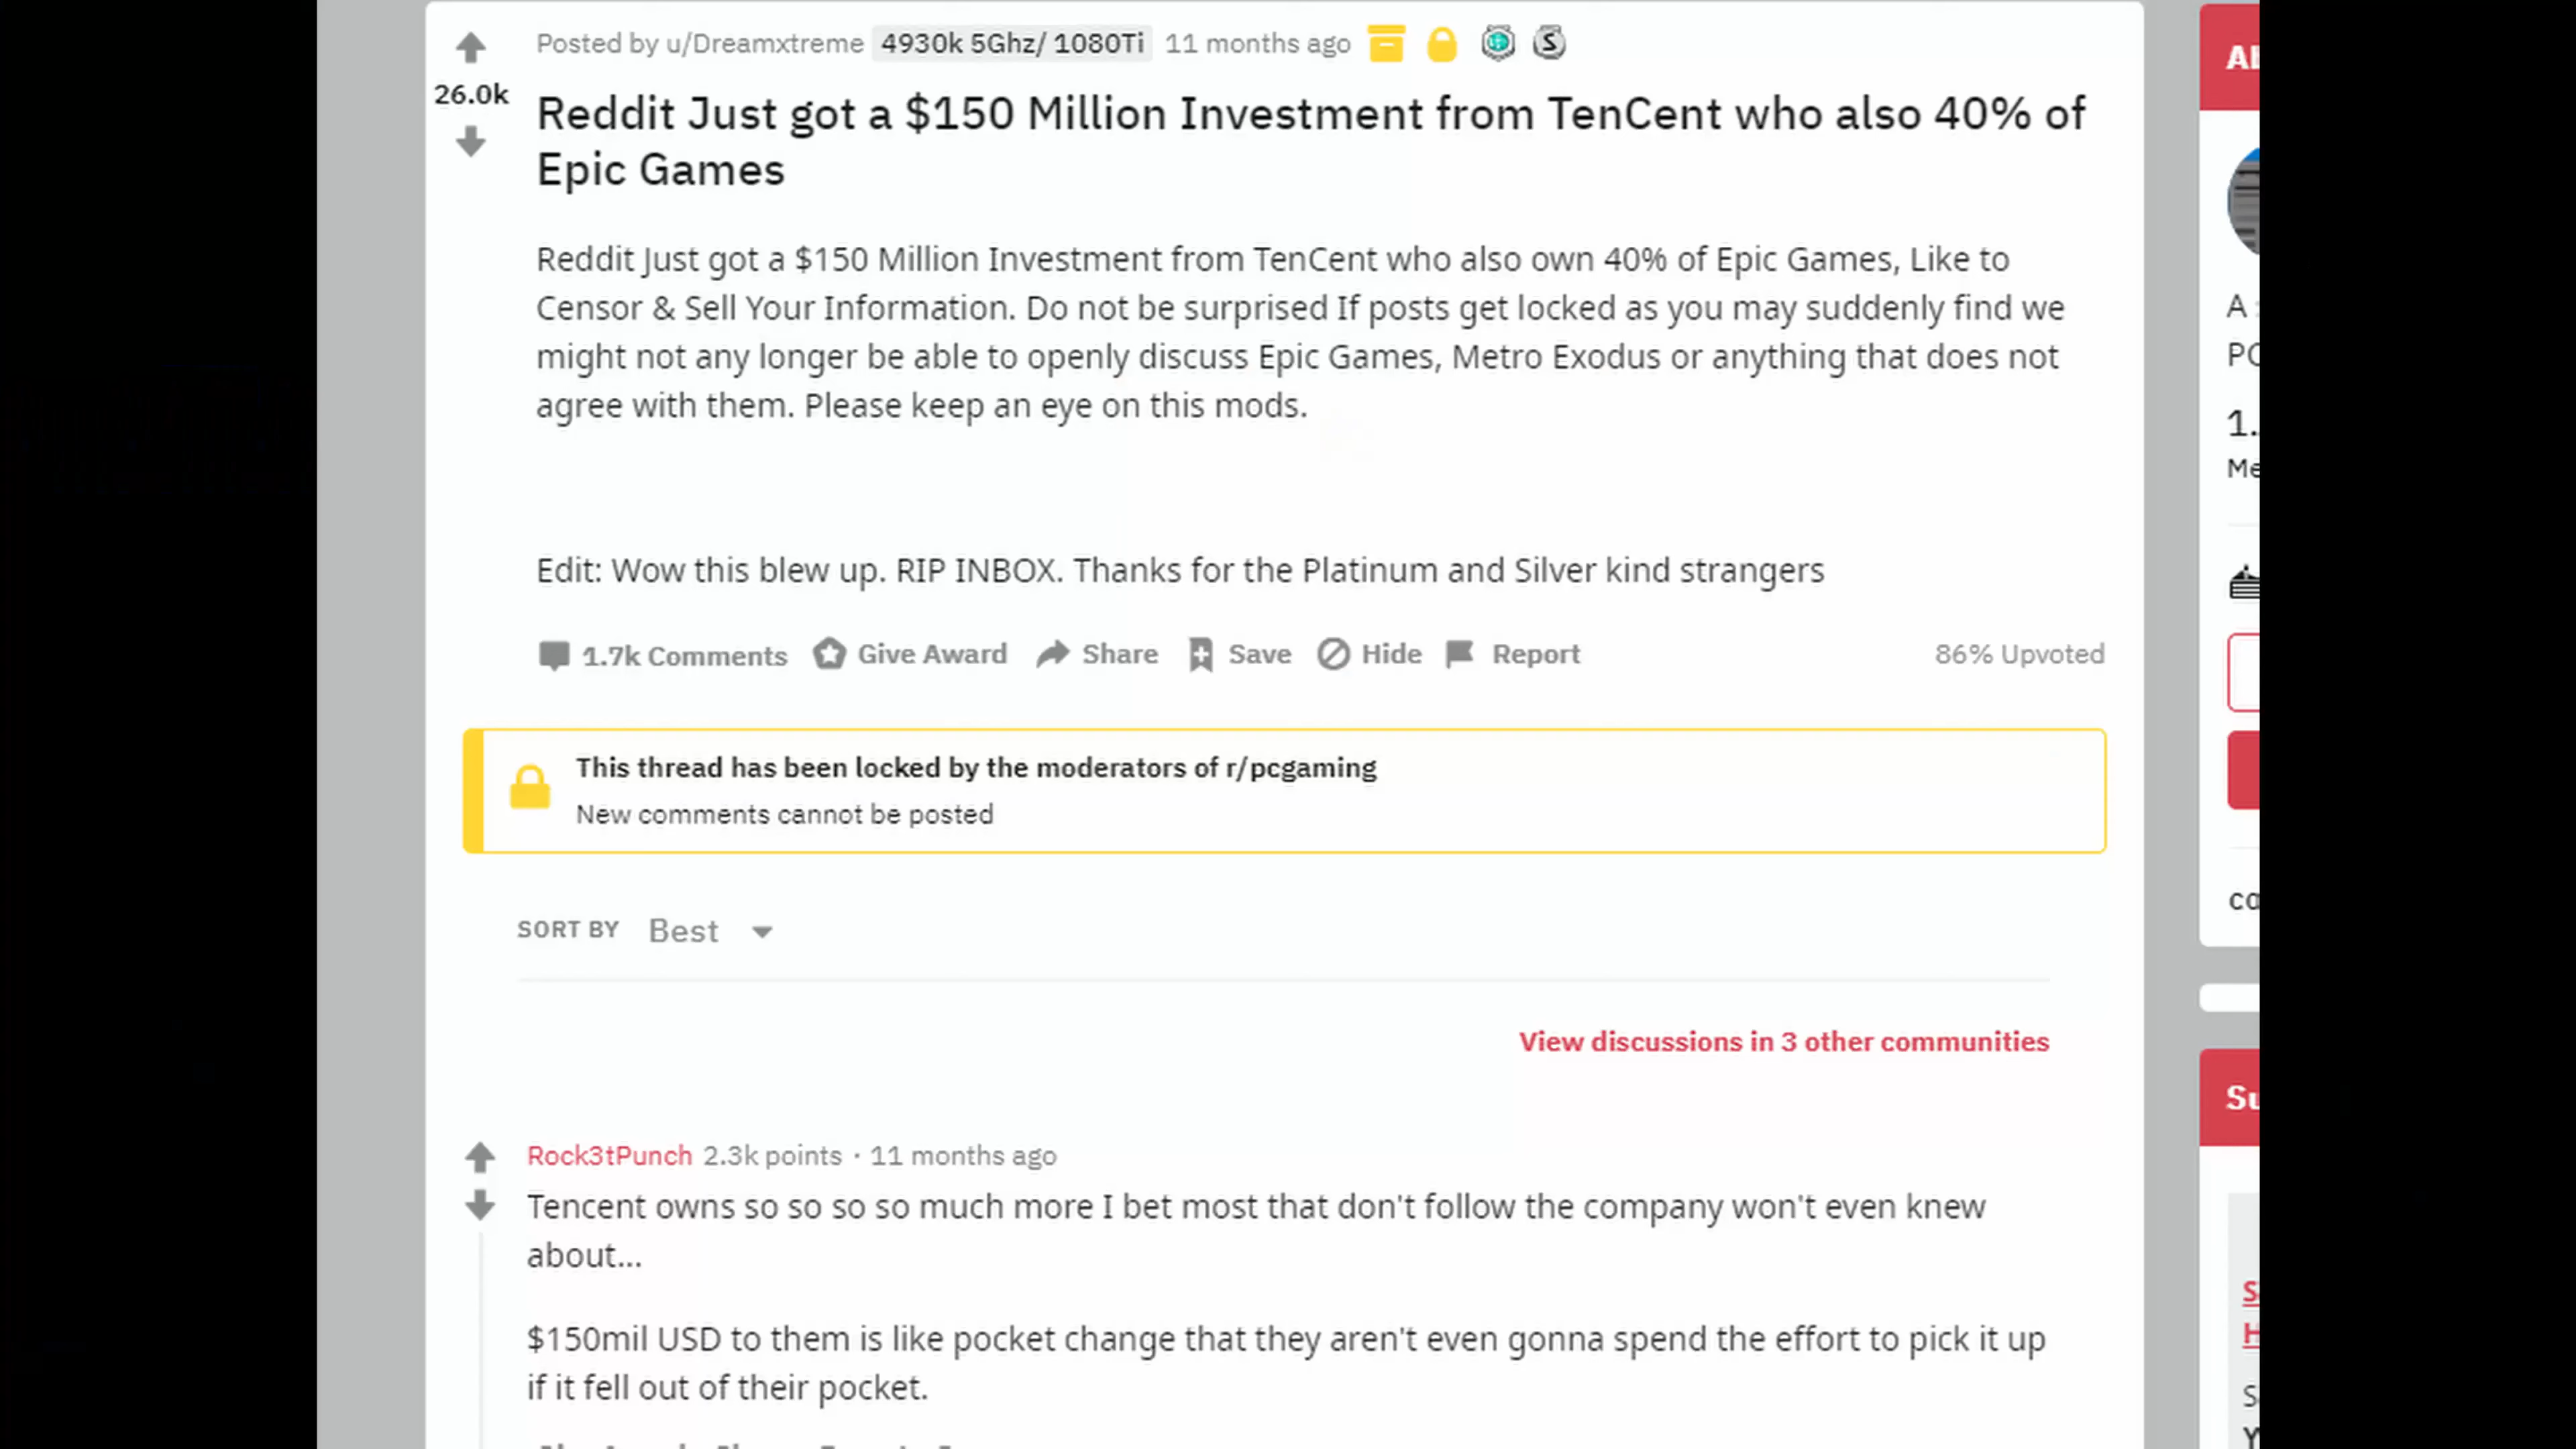 Posted by u/Dreamxtreme 4930k 5Ghz/ 1080Ti 11 months ago
26.0k
Reddit Just got a $150 Million Investment from TenCent who also 40% of
Epic Games
Reddit Just got a $150 Million Investment from TenCent who also own 40% of Epic Games, Like to
Censor & Sell Your Information. Do not be surprised If posts get locked as you may suddenly find we
might not any longer be able to openly discuss Epic Games, Metro Exodus or anything that does not
agree with them. Please keep an eye on this mods.
Edit: Wow this blew up. RIP INBOX. Thanks for the Platinum and Silver kind strangers
1.7k Comments Give Award Share Save Hide Report 86% Upvoted
This thread has been locked by the moderators of r/pcgaming
New comments cannot be posted
SORT BY Best
View discussions in 3 other communities
Rock3tPunch 2.3k points · 11 months ago
Tencent owns so so so so much more I bet most that don't follow the company won't even knew
about...
$150mil USD to them is like pocket change that they aren't even gonna spend the effort to pick it up
if it fell out of their pocket.
A
1.